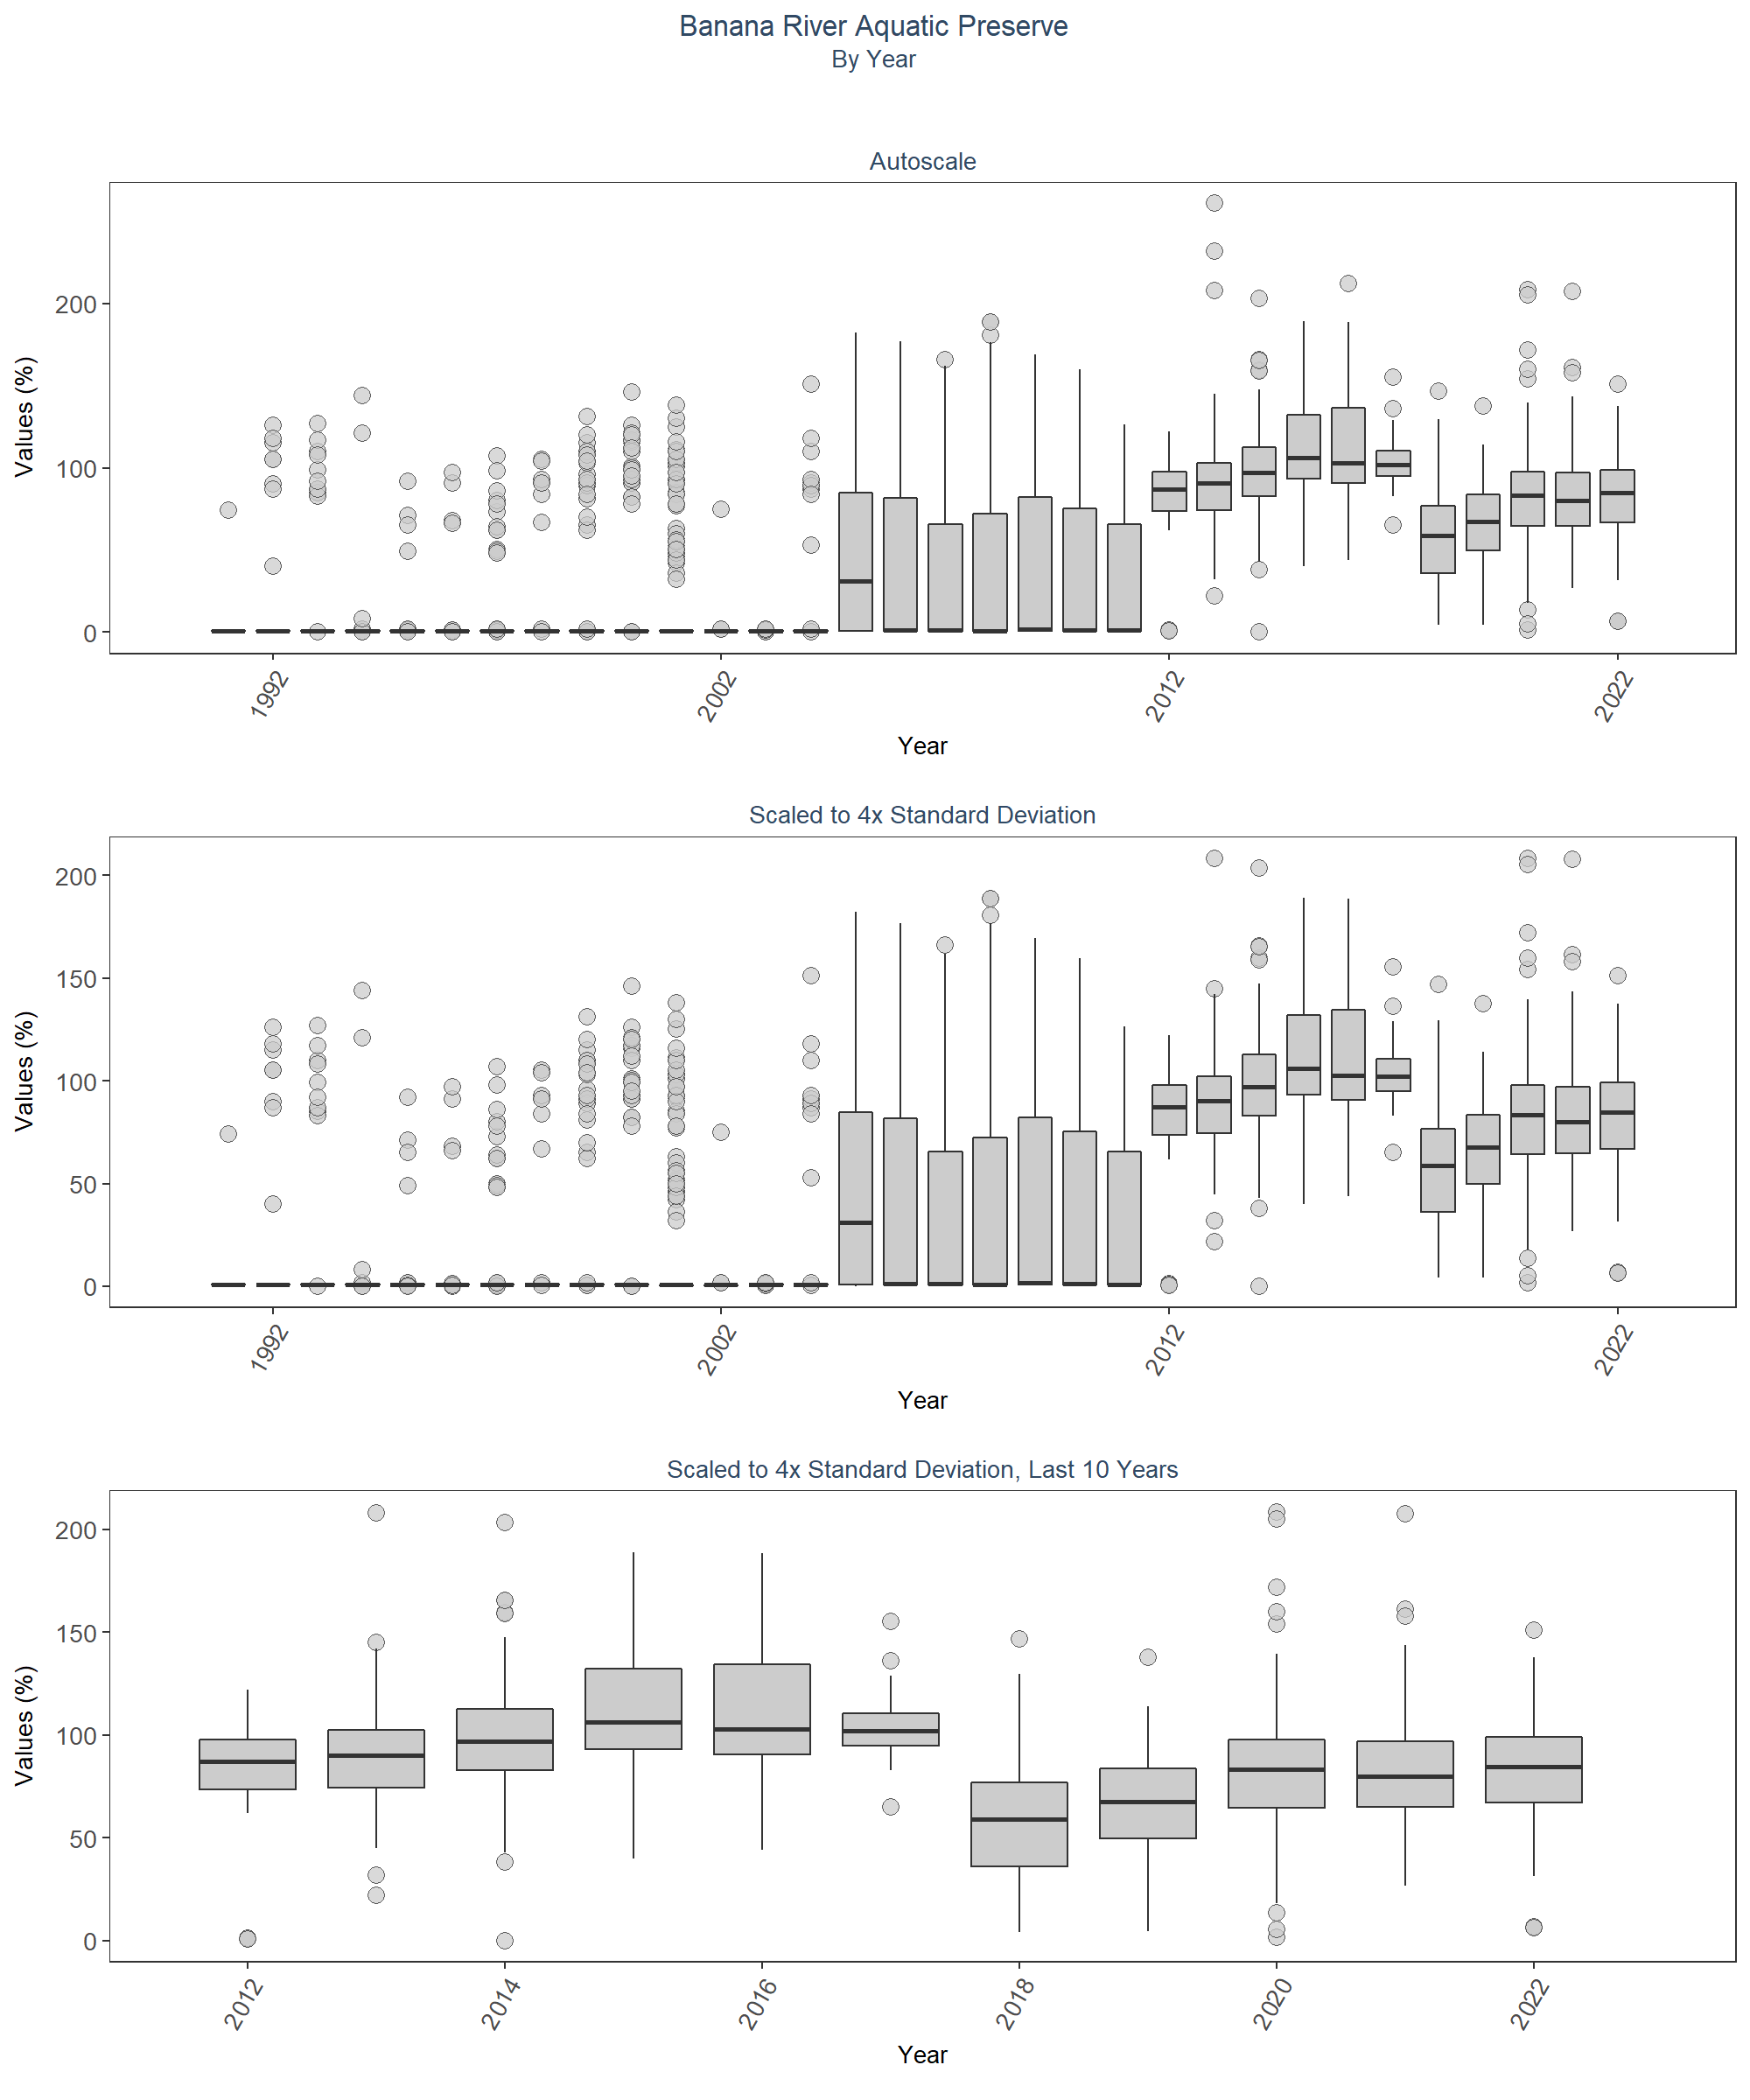 Banana River Aquatic Preserve
By Year
Autoscale
Values (%)
200
100
0
1992
2002
2012
2022
Year
Scaled to 4x Standard Deviation
Values (%)
200
150
100
50
0
1992
2002
2012
2022
Year
Scaled to 4x Standard Deviation, Last 10 Years
Values (%)
200
150
100
50
0
2012
2014
2016
2018
2020
2022
Year